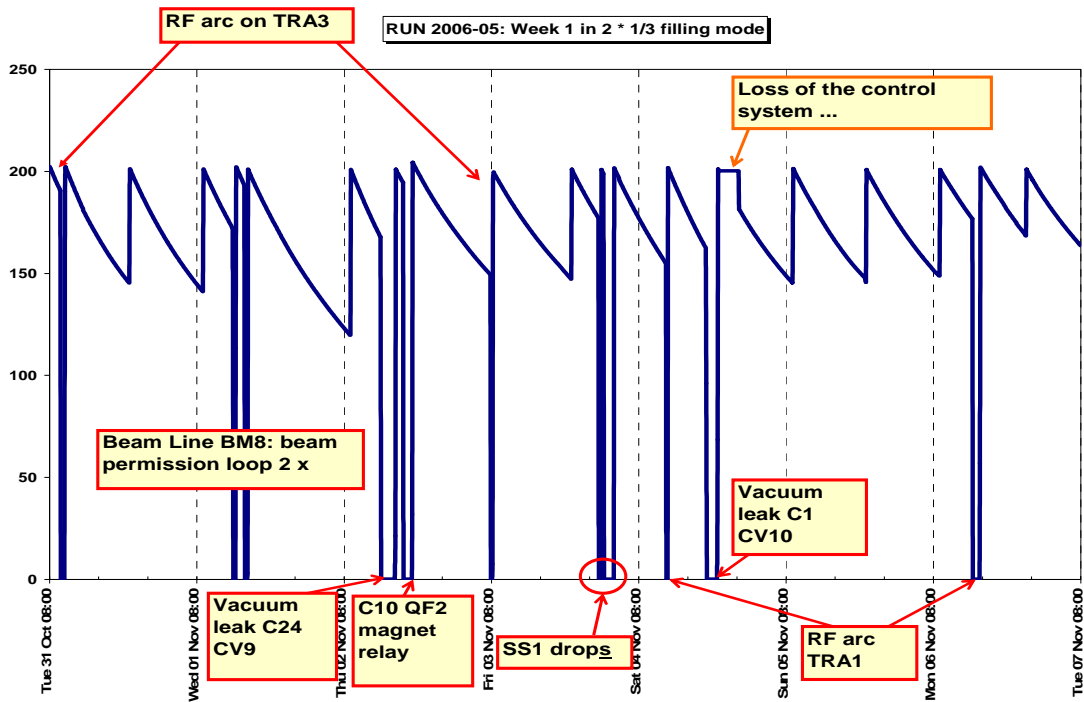 RF arc on TRA3
RUN 2006-05: Week 1 in 2 * 1/3 filling mode
250
200
150
100
50
0
Loss of the control
system ...
Beam Line BM8: beam
permission loop 2 x
Vacuum
leak C1
CV10
Vacuum
leak C24
CV9
C10 QF2
magnet
relay
SS1 drops
RF arc
TRA1
Tue 31 Oct 08:00
Wed 01 Nov 08:00
Thu 02 Nov 08:00
Fri 03 Nov 08:00
Sat 04 Nov 08:00
Sun 05 Nov 08:00
Mon 06 Nov 08:00
Tue 07 Nov 08:00